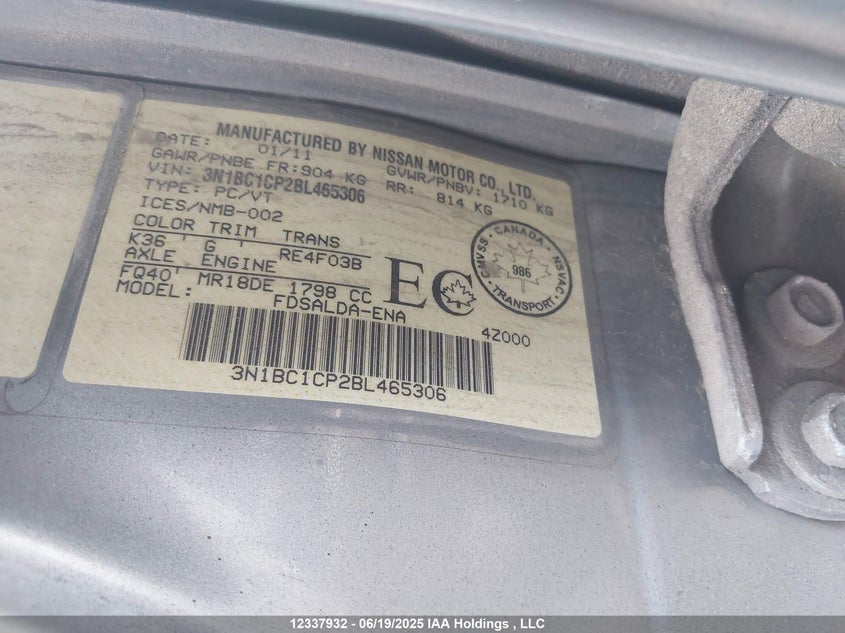 MANUFACTURED BY NISSAN MOTOR CO., LTD.
DATE: 01/11 GVWR/PNBV: 1710 KG
GAWR/PNBE FR: 904 KG RR: 814 KG
VIN: 3N1BC1CP2BL465306
TYPE: PC/VT
ICES/NMB-002
COLOR TRIM TRANS
K36 G RE4F03B
AXLE ENGINE
FQ40 MR18DE 1798 CC
MODEL: FDSALDA-ENA
EC
CMVSS · CANADA · NSVAC · TRANSPORT ·
986
4Z000
3N1BC1CP2BL465306
12337932 - 06/19/2025 IAA Holdings , LLC